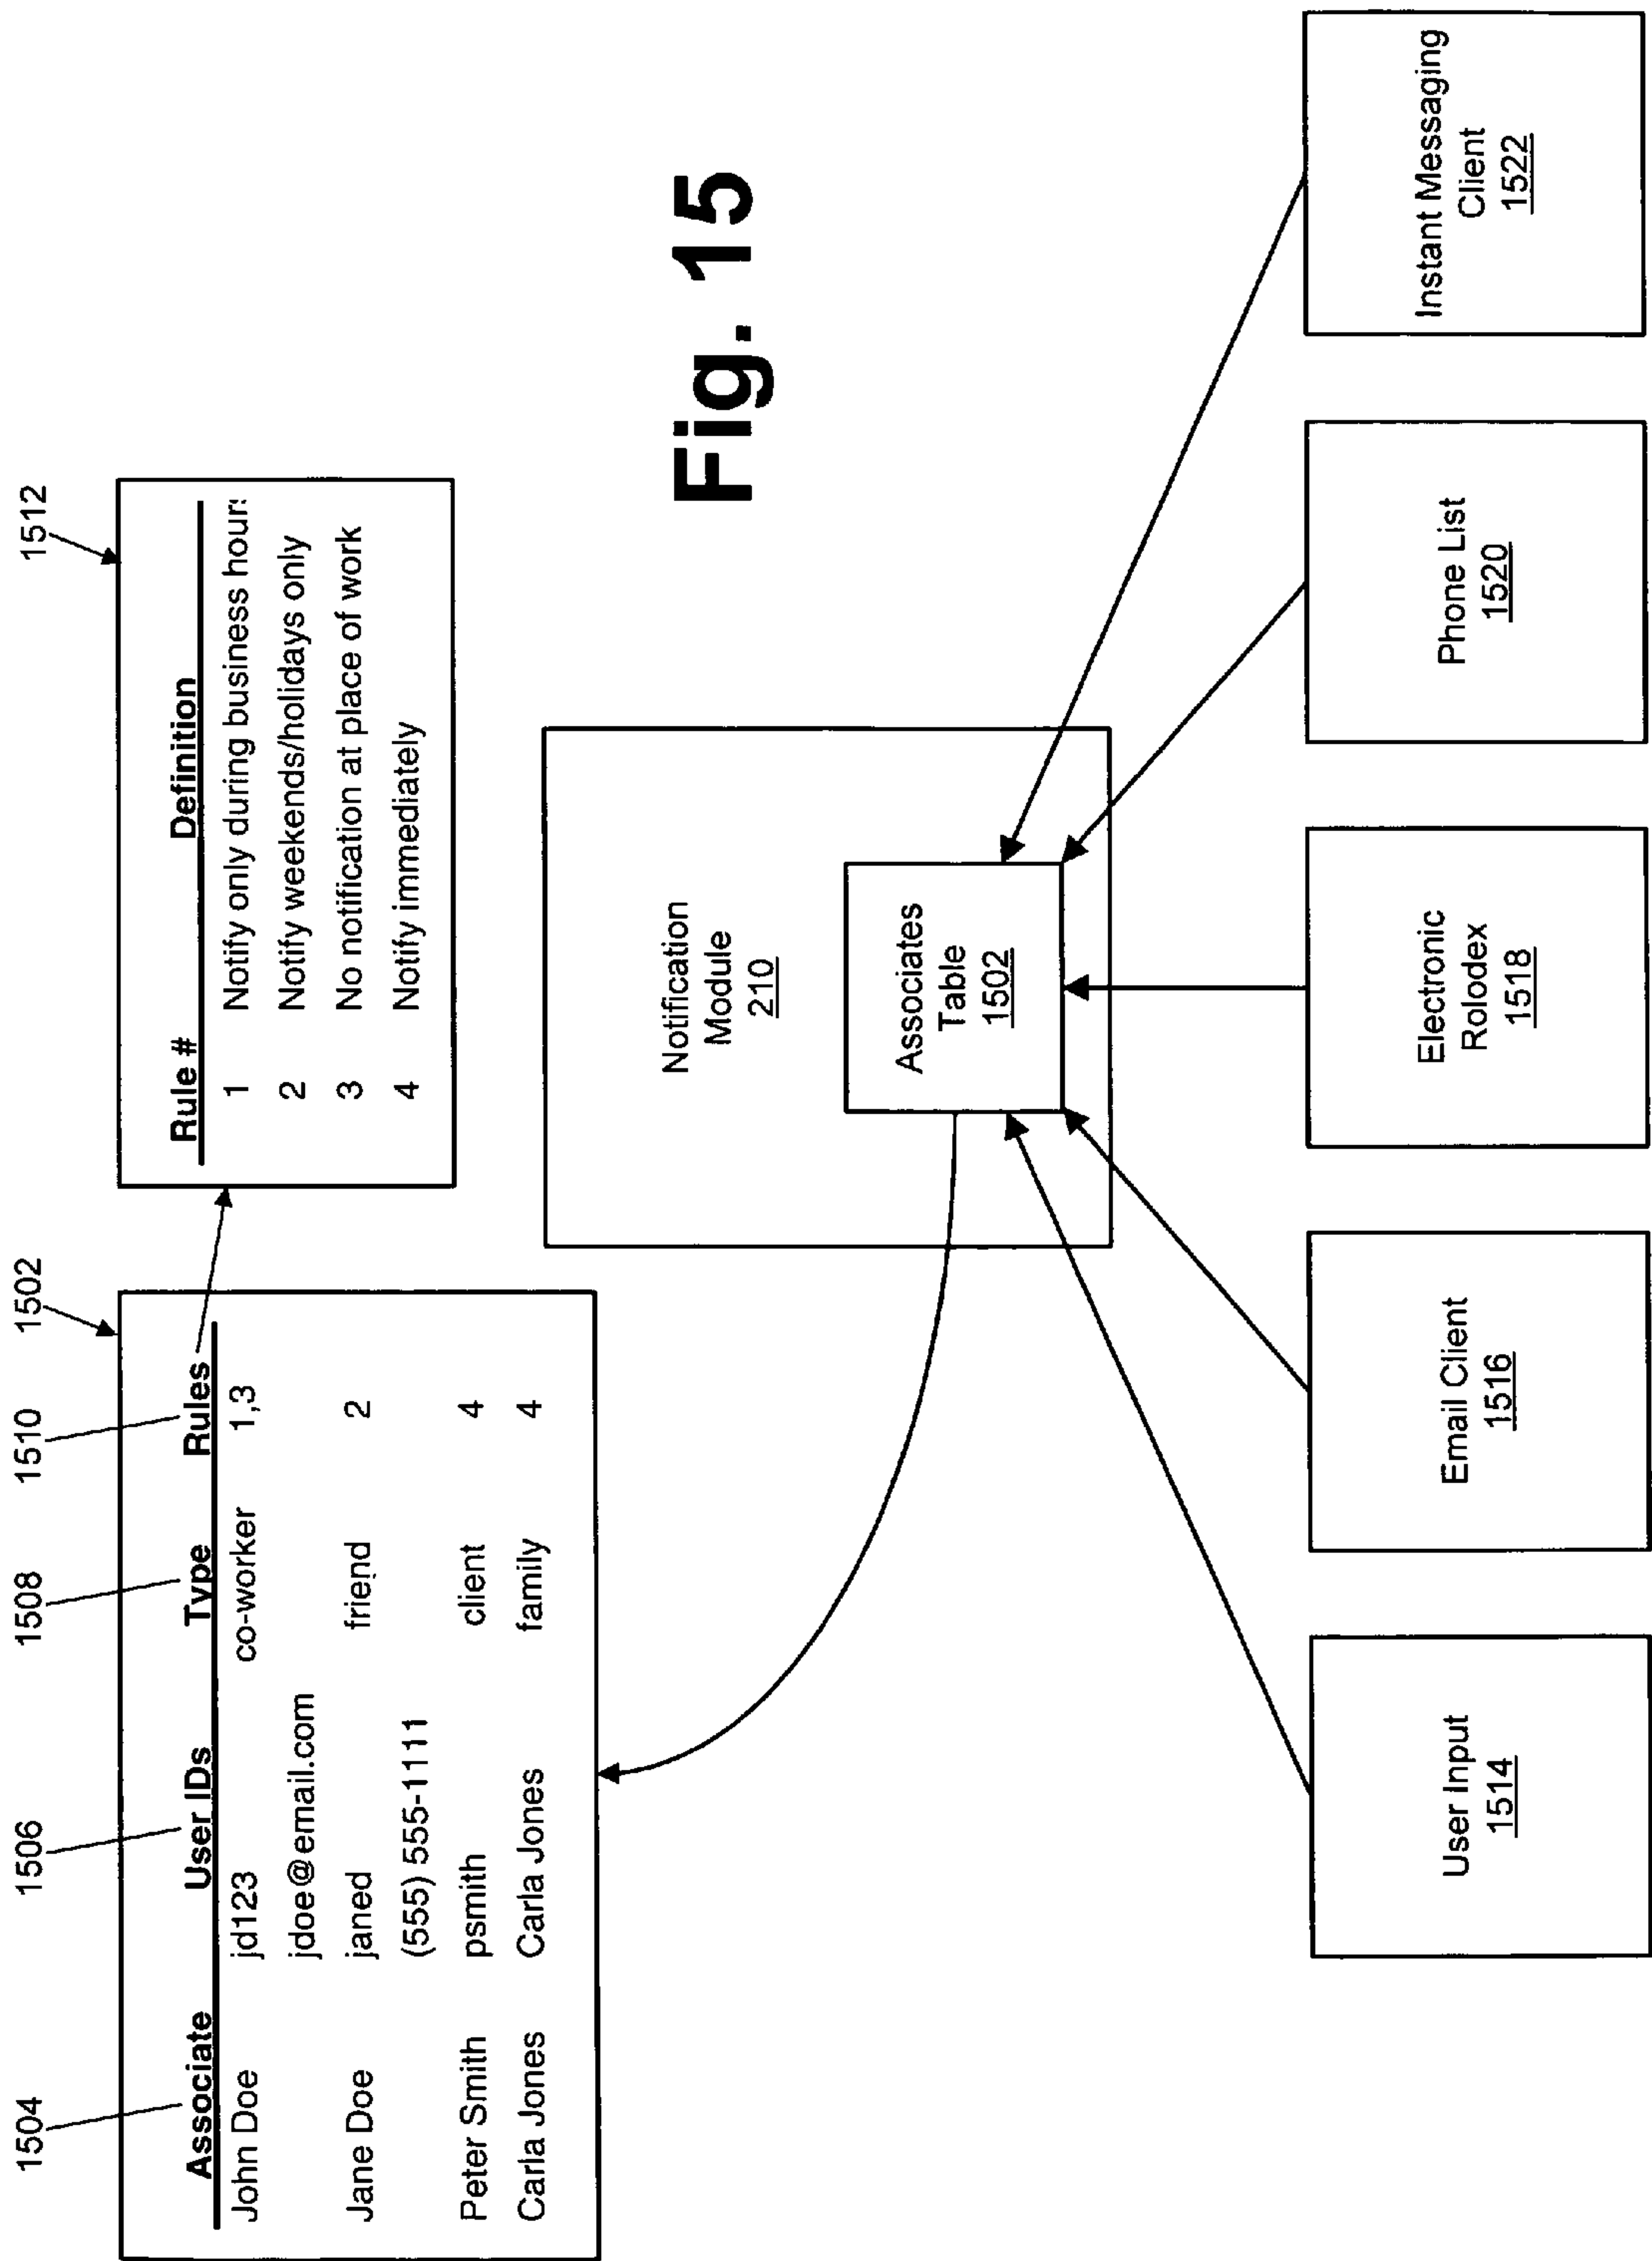 1504
1506
1508
1510
1502
1512
Associate User IDs Type Rules
John Doe jd123 co-worker 1,3
jdoe@email.com
Jane Doe janed friend 2
(555) 555-1111
Peter Smith psmith client 4
Carla Jones Carla Jones family 4
Rule # Definition
1 Notify only during business hours
2 Notify weekends/holidays only
3 No notification at place of work
4 Notify immediately
Notification
Module
210
Associates
Table
1502
Fig. 15
User Input
1514
Email Client
1516
Electronic
Rolodex
1518
Phone List
1520
Instant Messaging
Client
1522